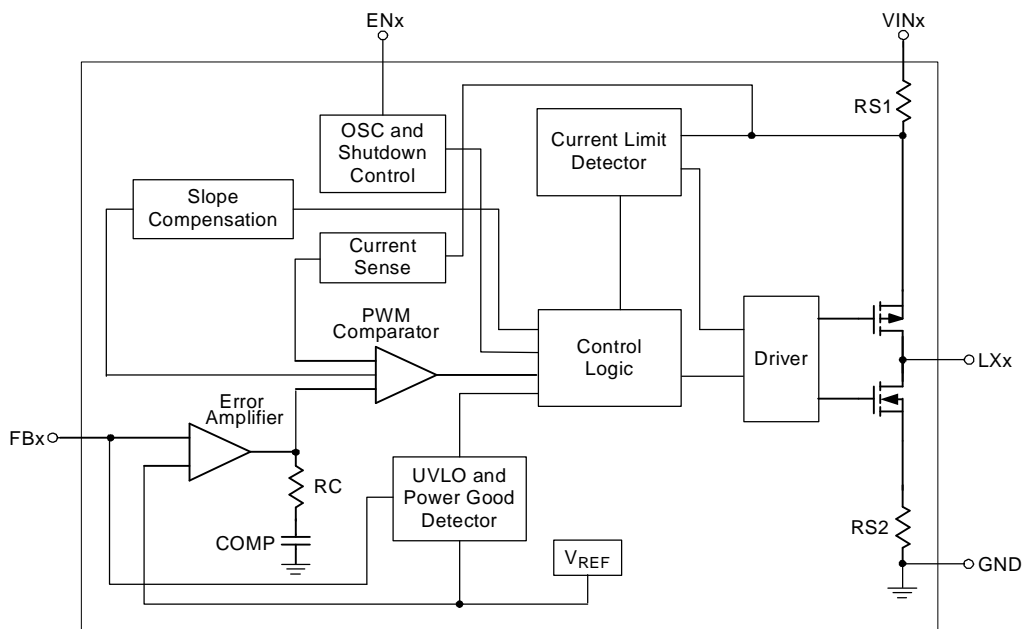 ENx
VINx
RS1
OSC and
Shutdown
Control
Current Limit
Detector
Slope
Compensation
Current
Sense
PWM
Comparator
Control
Logic
Driver
LXx
Error
Amplifier
FBx
RC
UVLO and
Power Good
Detector
RS2
COMP
VREF
GND